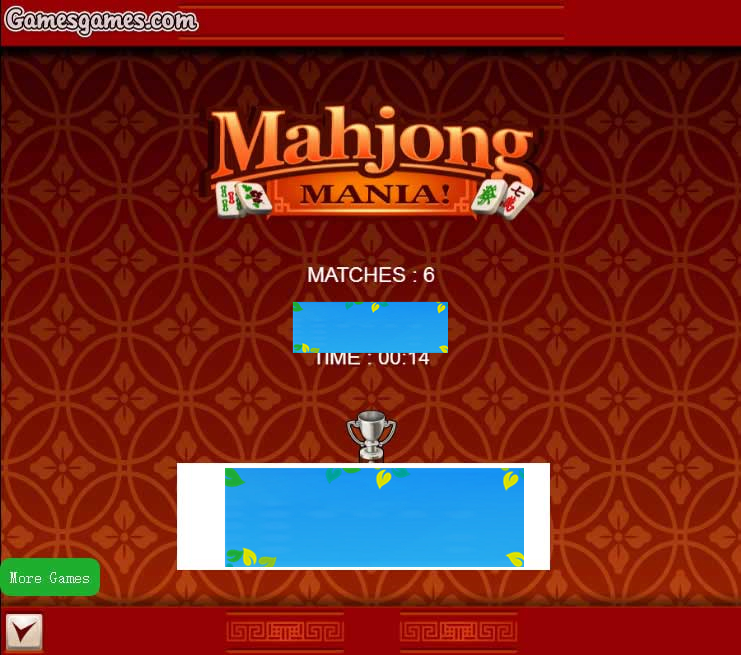 Gamesgames.com
Mahjong
MANIA!
MATCHES : 6
TIME : 00:14
More Games